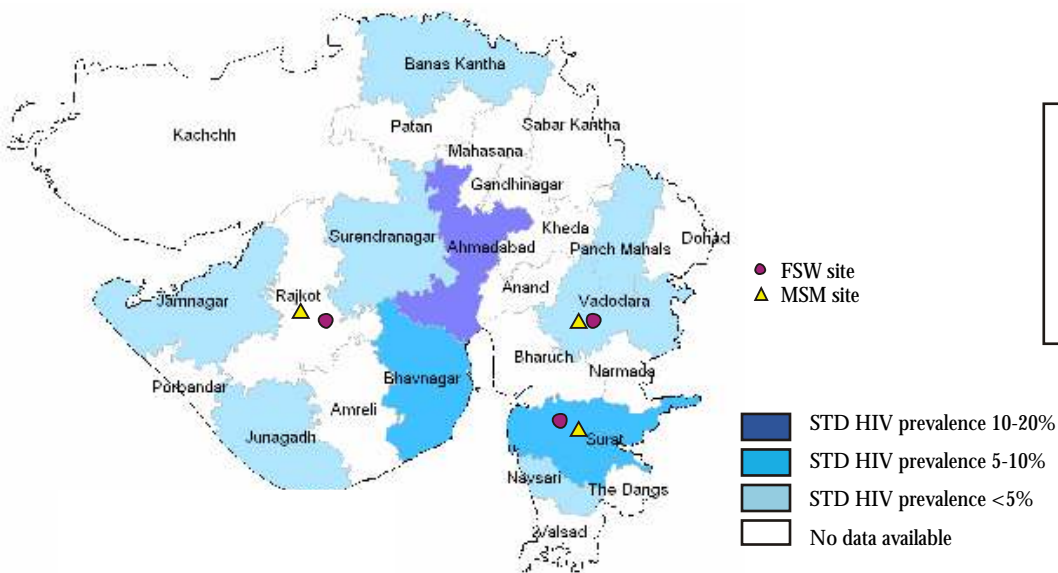 Banas Kantha
Patan
Sabar Kantha
Kachchh
Mahasana
Gandhinagar
Surendranagar
Ahmadabad
Kheda
Panch Mahals
Dohad
Jamnagar
Rajkot
Anand
Vadodara
Porbandar
Bhavnagar
Bharuch
Narmada
Amreli
Junagadh
Surat
Navsari
The Dangs
Valsad
FSW site
MSM site
STD HIV prevalence 10-20%
STD HIV prevalence 5-10%
STD HIV prevalence <5%
No data available